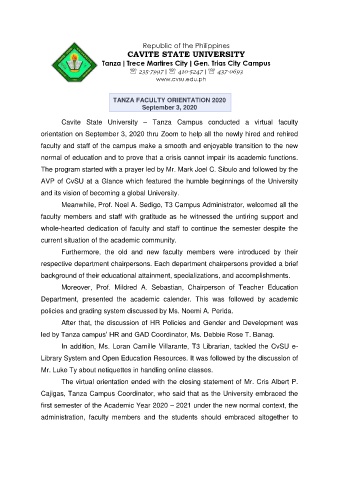 Republic of the Philippines
CAVITE STATE UNIVERSITY
Tanza | Trece Martires City | Gen. Trias City Campus
☏ 235-7997 | ☏ 410-5247 | ☏ 437-0693
www.cvsu.edu.ph
TANZA FACULTY ORIENTATION 2020
September 3, 2020
Cavite State University – Tanza Campus conducted a virtual faculty
orientation on September 3, 2020 thru Zoom to help all the newly hired and rehired
faculty and staff of the campus make a smooth and enjoyable transition to the new
normal of education and to prove that a crisis cannot impair its academic functions.
The program started with a prayer led by Mr. Mark Joel C. Sibulo and followed by the
AVP of CvSU at a Glance which featured the humble beginnings of the University
and its vision of becoming a global University.
Meanwhile, Prof. Noel A. Sedigo, T3 Campus Administrator, welcomed all the
faculty members and staff with gratitude as he witnessed the untiring support and
whole-hearted dedication of faculty and staff to continue the semester despite the
current situation of the academic community.
Furthermore, the old and new faculty members were introduced by their
respective department chairpersons. Each department chairpersons provided a brief
background of their educational attainment, specializations, and accomplishments.
Moreover, Prof. Mildred A. Sebastian, Chairperson of Teacher Education
Department, presented the academic calender. This was followed by academic
policies and grading system discussed by Ms. Noemi A. Perida.
After that, the discussion of HR Policies and Gender and Development was
led by Tanza campus' HR and GAD Coordinator, Ms. Debbie Rose T. Banag.
In addition, Ms. Loran Camille Villarante, T3 Librarian, tackled the CvSU e-
Library System and Open Education Resources. It was followed by the discussion of
Mr. Luke Ty about netiquettes in handling online classes.
The virtual orientation ended with the closing statement of Mr. Cris Albert P.
Cajigas, Tanza Campus Coordinator, who said that as the University embraced the
first semester of the Academic Year 2020 – 2021 under the new normal context, the
administration, faculty members and the students should embraced altogether to